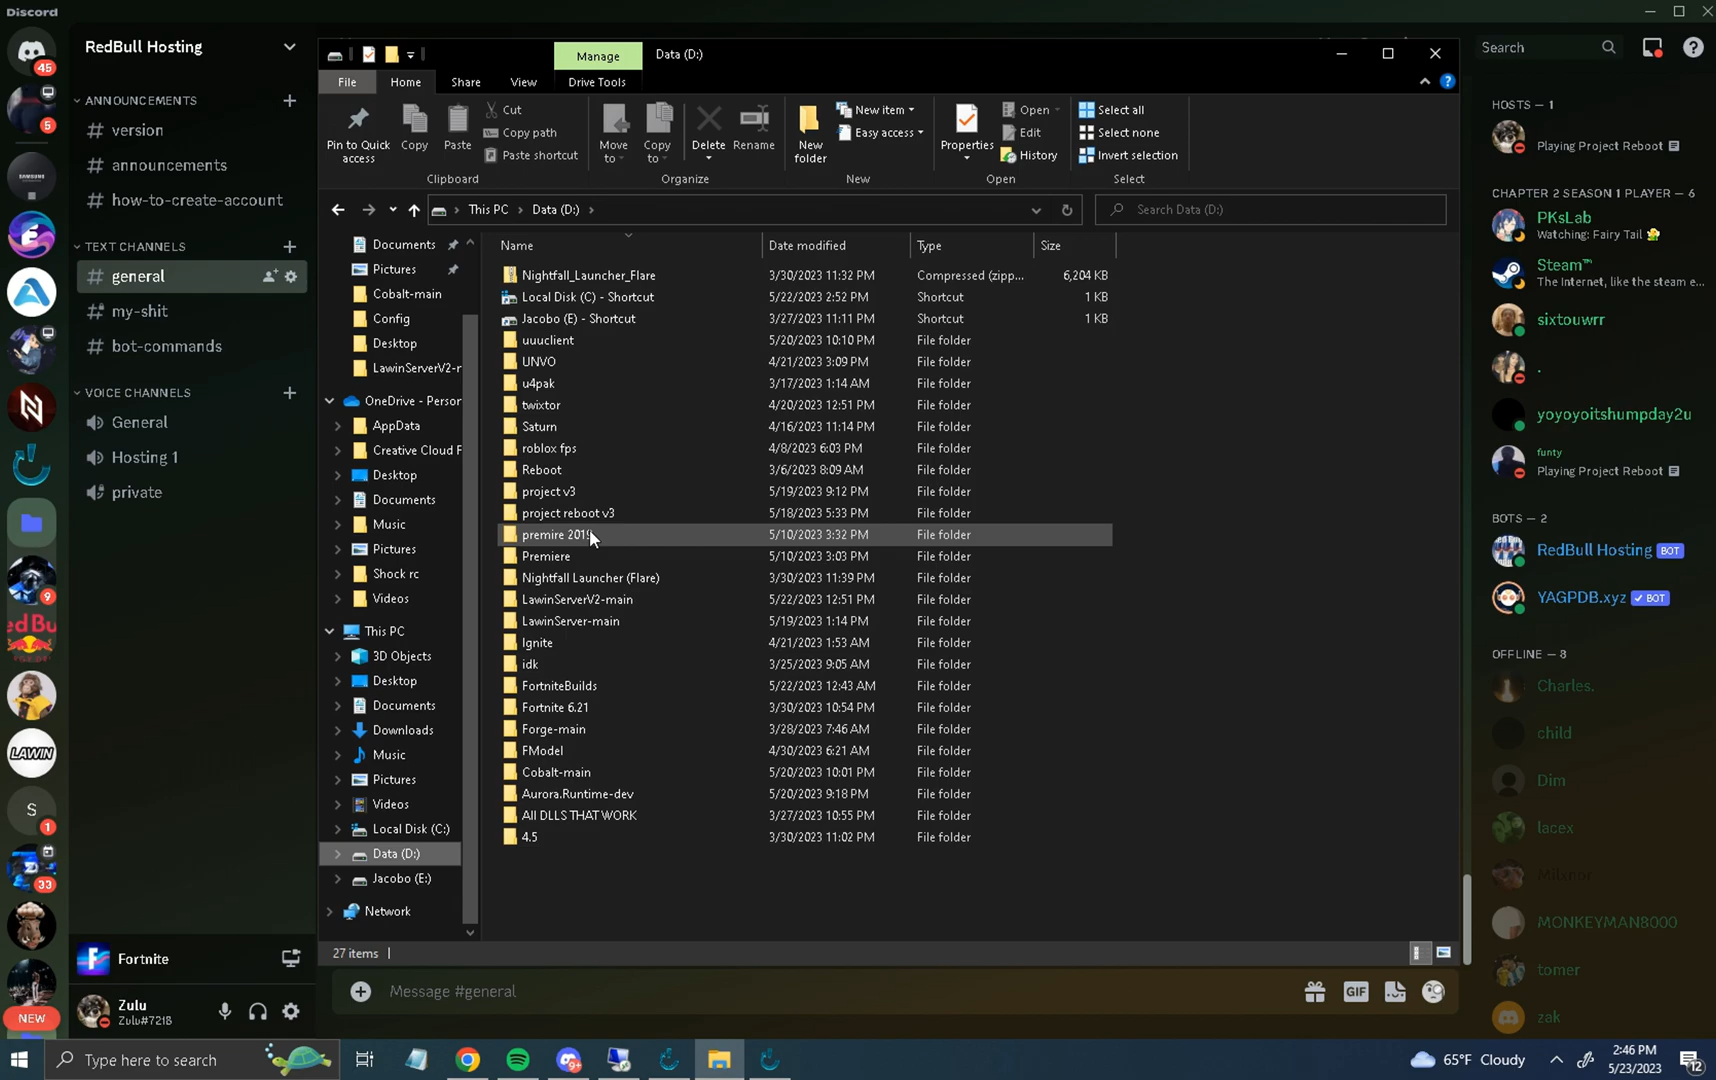 Discord
45
5
9
LAWIN
S
1
33
NEW
RedBull Hosting
ANNOUNCEMENTS
# version
# announcements
# how-to-create-account
TEXT CHANNELS
# general
# my-shit
# bot-commands
VOICE CHANNELS
General
Hosting 1
private
Fortnite
Zulu
Zulu#7218
Manage
Data (D:)
File
Home
Share
View
Drive Tools
Pin to Quick access
Copy
Paste
Cut
Copy path
Paste shortcut
Clipboard
Move to
Copy to
Delete
Rename
Organize
New folder
New item
Easy access
New
Properties
Open
Edit
History
Open
Select all
Select none
Invert selection
Select
This PC > Data (D:) >
Search Data (D:)
Documents
Pictures
Cobalt-main
Config
Desktop
LawinServerV2-r
OneDrive - Person
AppData
Creative Cloud F
Desktop
Documents
Music
Pictures
Shock rc
Videos
This PC
3D Objects
Desktop
Documents
Downloads
Music
Pictures
Videos
Local Disk (C:)
Data (D:)
Jacobo (E:)
Network
Name Date modified Type Size
Nightfall_Launcher_Flare 3/30/2023 11:32 PM Compressed (zipp... 6,204 KB
Local Disk (C) - Shortcut 5/22/2023 2:52 PM Shortcut 1 KB
Jacobo (E) - Shortcut 3/27/2023 11:11 PM Shortcut 1 KB
uuuclient 5/20/2023 10:10 PM File folder
UNVO 4/21/2023 3:09 PM File folder
u4pak 3/17/2023 1:14 AM File folder
twixtor 4/20/2023 12:51 PM File folder
Saturn 4/16/2023 11:14 PM File folder
roblox fps 4/8/2023 6:03 PM File folder
Reboot 3/6/2023 8:09 AM File folder
project v3 5/19/2023 9:12 PM File folder
project reboot v3 5/18/2023 5:33 PM File folder
premire 2019 5/10/2023 3:32 PM File folder
Premiere 5/10/2023 3:03 PM File folder
Nightfall Launcher (Flare) 3/30/2023 11:39 PM File folder
LawinServerV2-main 5/22/2023 12:51 PM File folder
LawinServer-main 5/19/2023 1:14 PM File folder
Ignite 4/21/2023 1:53 AM File folder
idk 3/25/2023 9:05 AM File folder
FortniteBuilds 5/22/2023 12:43 AM File folder
Fortnite 6.21 3/30/2023 10:54 PM File folder
Forge-main 3/28/2023 7:46 AM File folder
FModel 4/30/2023 6:21 AM File folder
Cobalt-main 5/20/2023 10:01 PM File folder
Aurora.Runtime-dev 5/20/2023 9:18 PM File folder
All DLLS THAT WORK 3/27/2023 10:55 PM File folder
4.5 3/30/2023 11:02 PM File folder
27 items
Message #general
GIF
Search
HOSTS — 1
Playing Project Reboot
CHAPTER 2 SEASON 1 PLAYER — 6
PKsLab
Watching: Fairy Tail
Steam™
The Internet, like the steam e...
sixtouwrr
.
yoyoyoitshumpday2u
funty
Playing Project Reboot
BOTS — 2
RedBull Hosting BOT
YAGPDB.xyz BOT
OFFLINE — 8
Charles.
child
Dim
lacex
Milxnor
MONKEYMAN8000
tomer
zak
Type here to search
65°F Cloudy
2:46 PM
5/23/2023
12